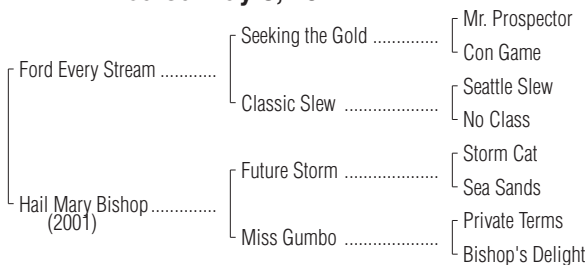 Seeking the Gold ..............
Mr. Prospector
Con Game
Ford Every Stream ............
Classic Slew ....................
Seattle Slew
No Class
Hail Mary Bishop..............
(2001)
Future Storm ....................
Storm Cat
Sea Sands
Miss Gumbo ....................
Private Terms
Bishop's Delight